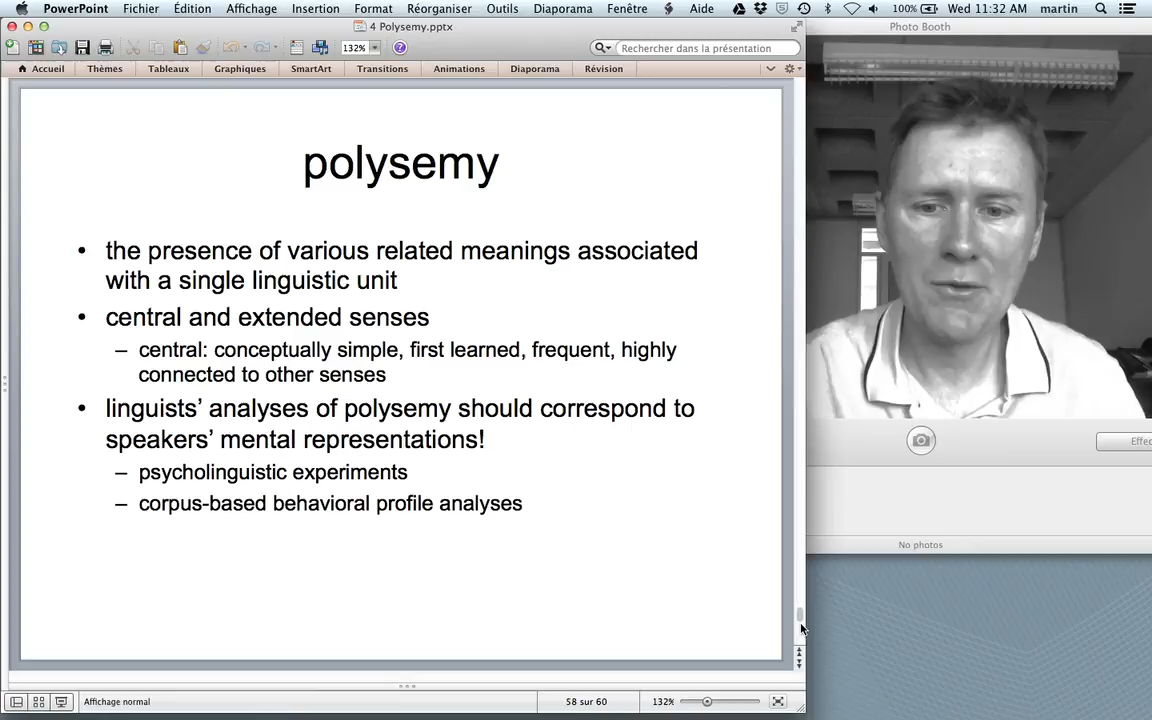 PowerPoint Fichier Édition Affichage Insertion Format Réorganiser Outils Diaporama Fenêtre Aide 100% Wed 11:32 AM martin
4 Polysemy.pptx
Photo Booth
132%
Rechercher dans la présentation
Accueil Thèmes Tableaux Graphiques SmartArt Transitions Animations Diaporama Révision
polysemy
• the presence of various related meanings associated
with a single linguistic unit
• central and extended senses
– central: conceptually simple, first learned, frequent, highly
connected to other senses
• linguists’ analyses of polysemy should correspond to
speakers’ mental representations!
– psycholinguistic experiments
– corpus-based behavioral profile analyses
Effec
No photos
Affichage normal 58 sur 60 132%